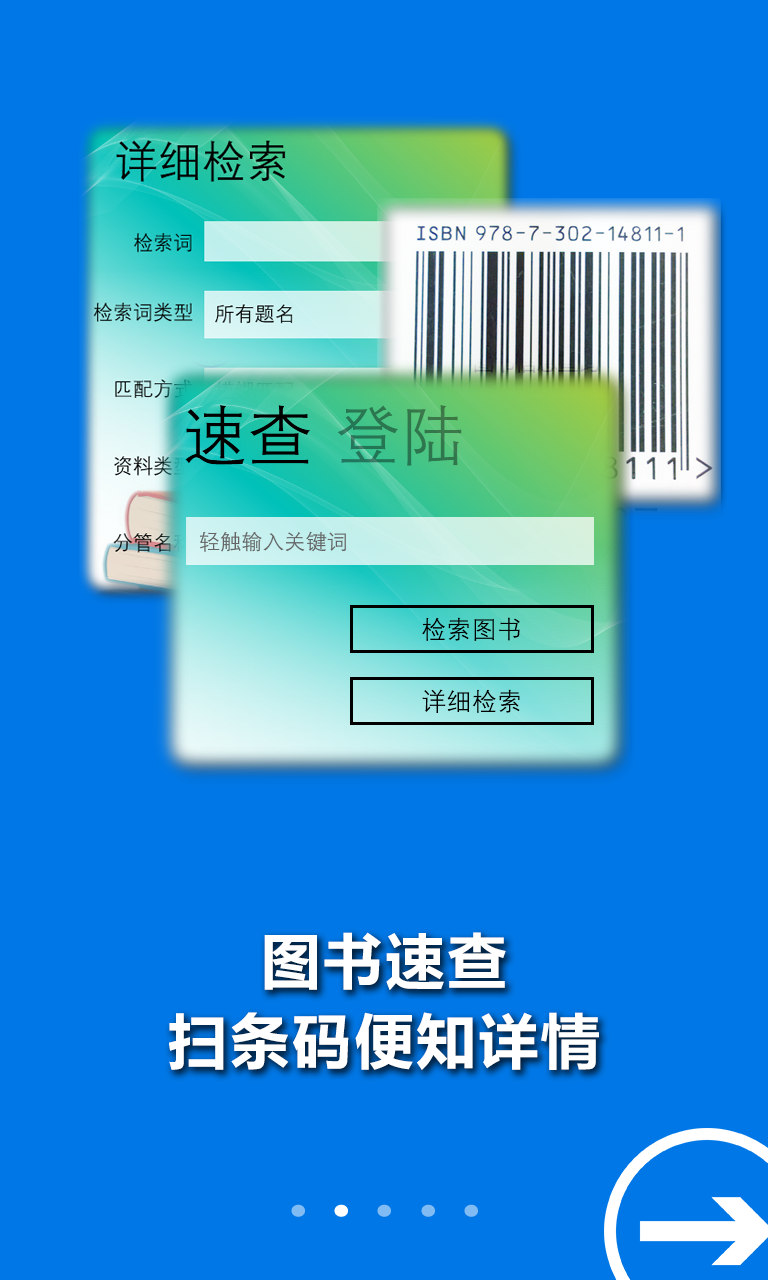 详细检索
检索词
检索词类型 所有题名
匹配方式
资料类
分管名
ISBN 978-7-302-14811-1
111 >
速查 登陆
轻触输入关键词
检索图书
详细检索
图书速查
扫条码便知详情